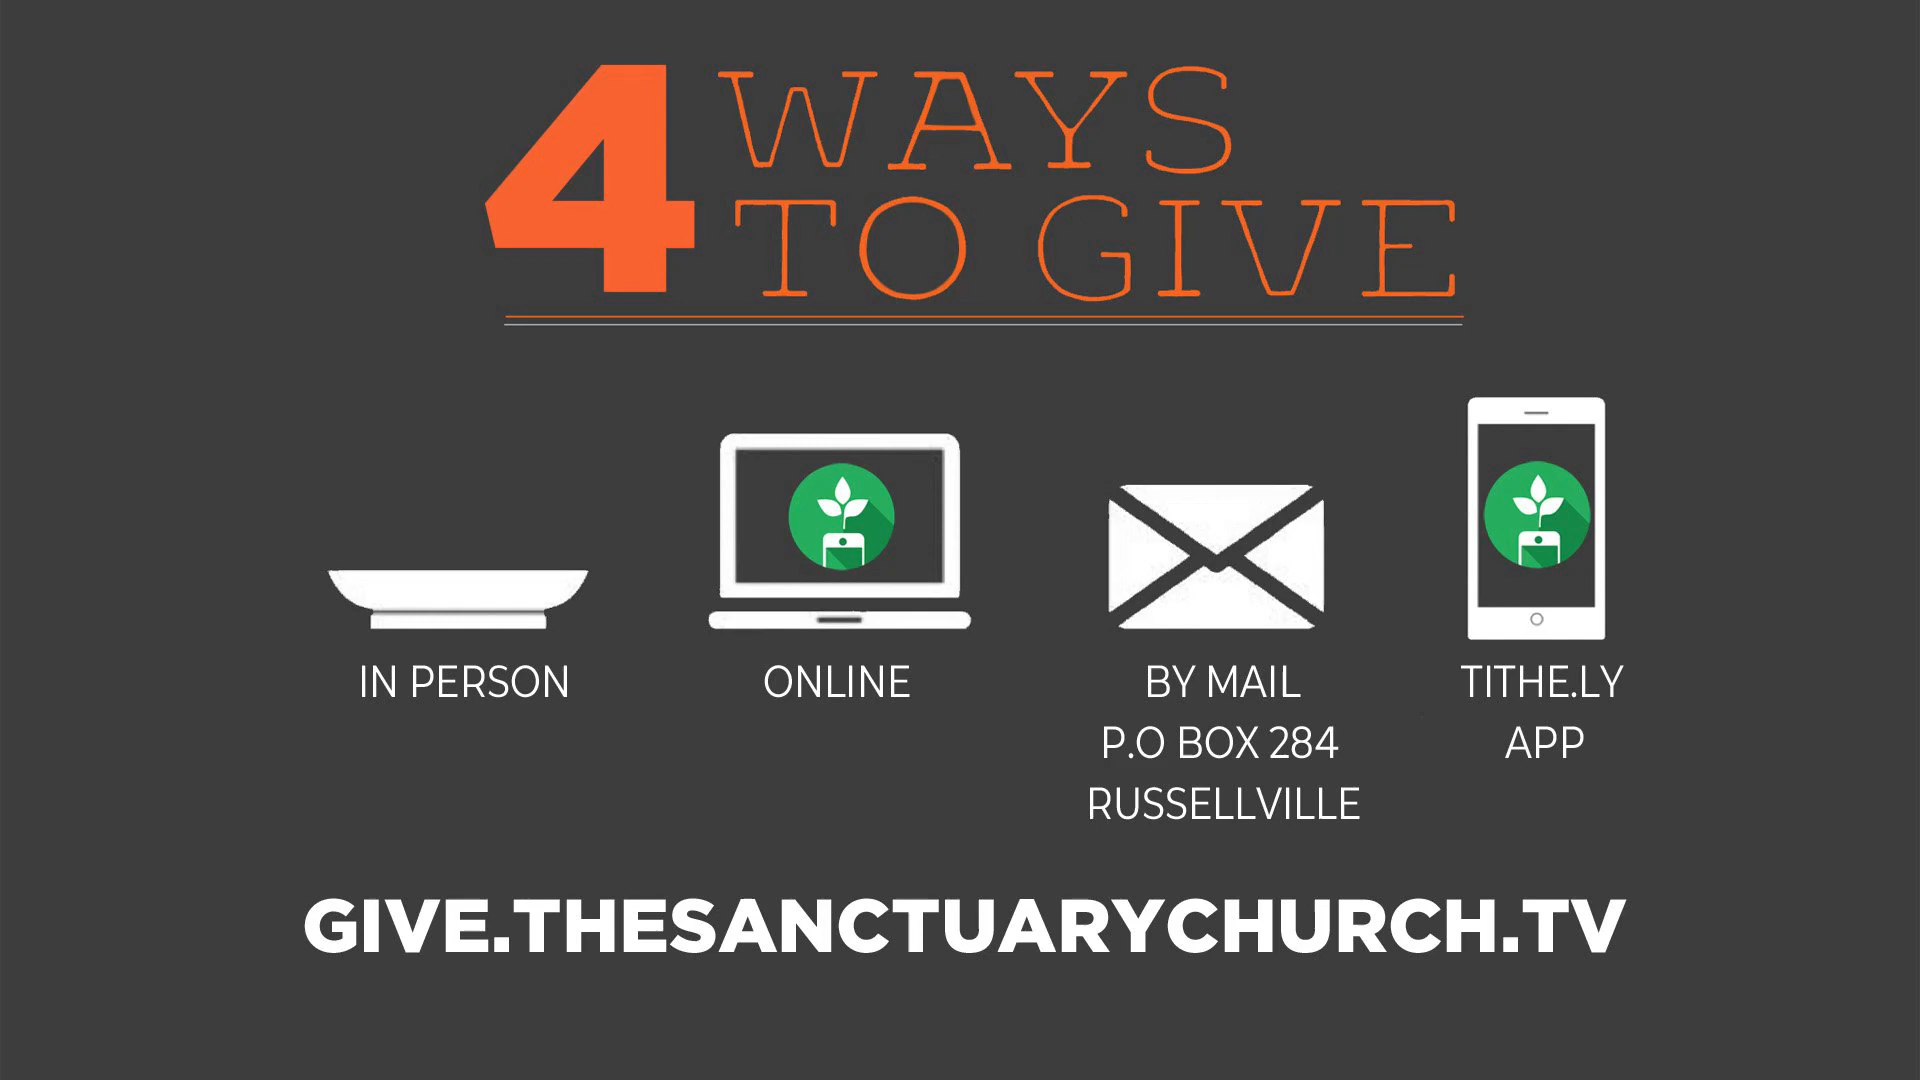 4 WAYS
TO GIVE
IN PERSON
ONLINE
BY MAIL
P.O BOX 284
RUSSELLVILLE
TITHE.LY
APP
GIVE.THESANCTUARYCHURCH.TV